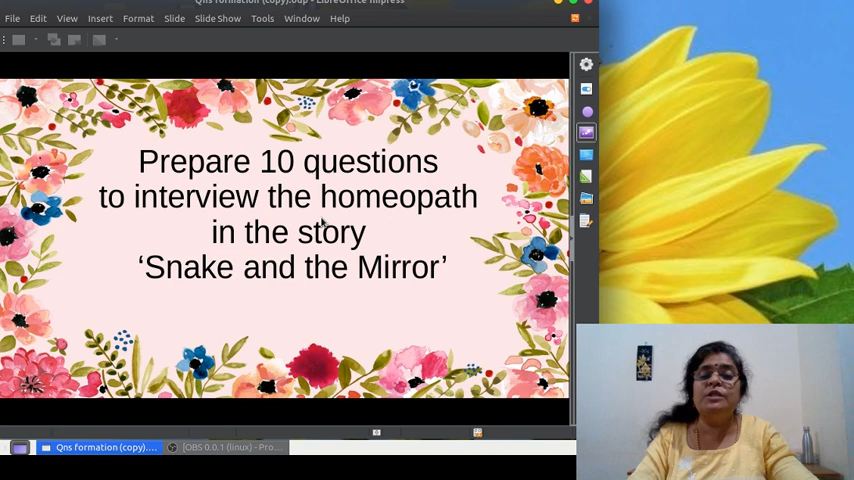 Qns formation (copy).odp - LibreOffice Impress
File Edit View Insert Format Slide Slide Show Tools Window Help
Prepare 10 questions
to interview the homeopath
in the story
‘Snake and the Mirror’
Qns formation (copy).... [OBS 0.0.1 (linux) - Pro...